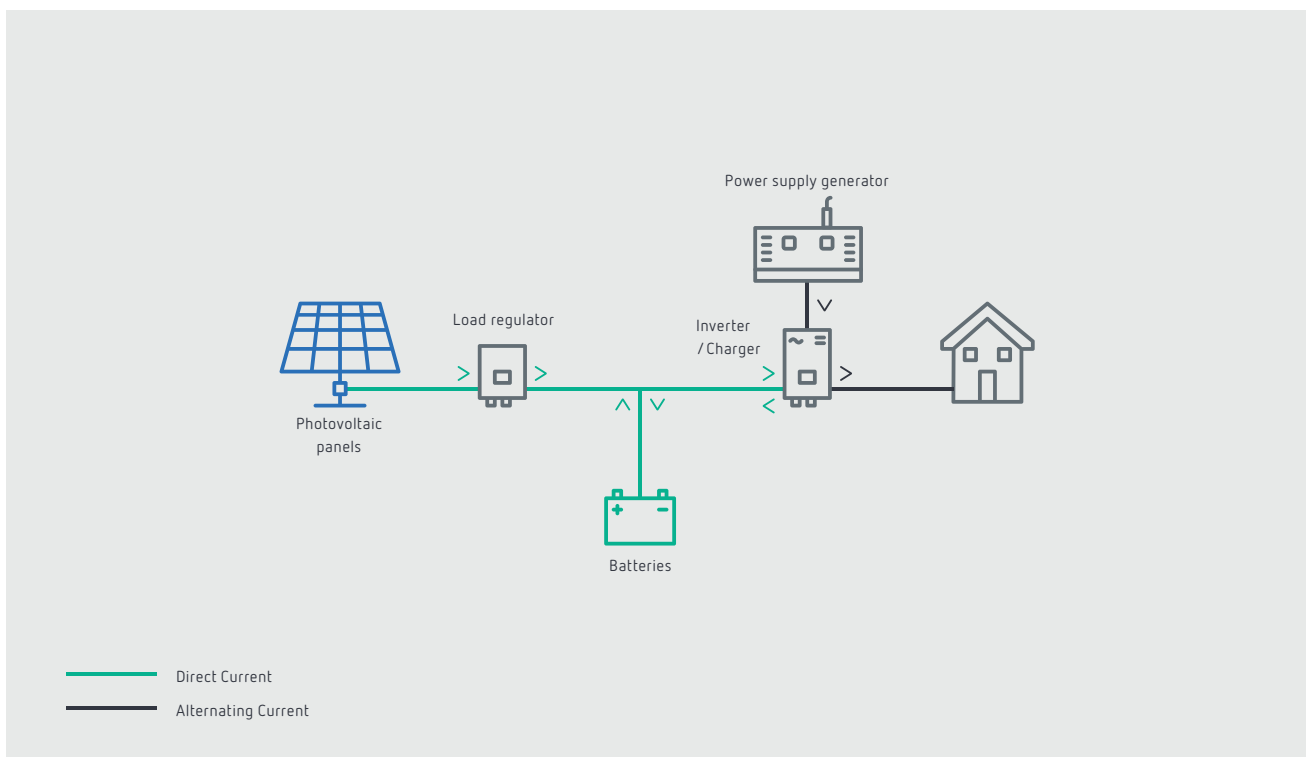 Power supply generator
Load regulator
Inverter
/ Charger
Photovoltaic
panels
Batteries
Direct Current
Alternating Current